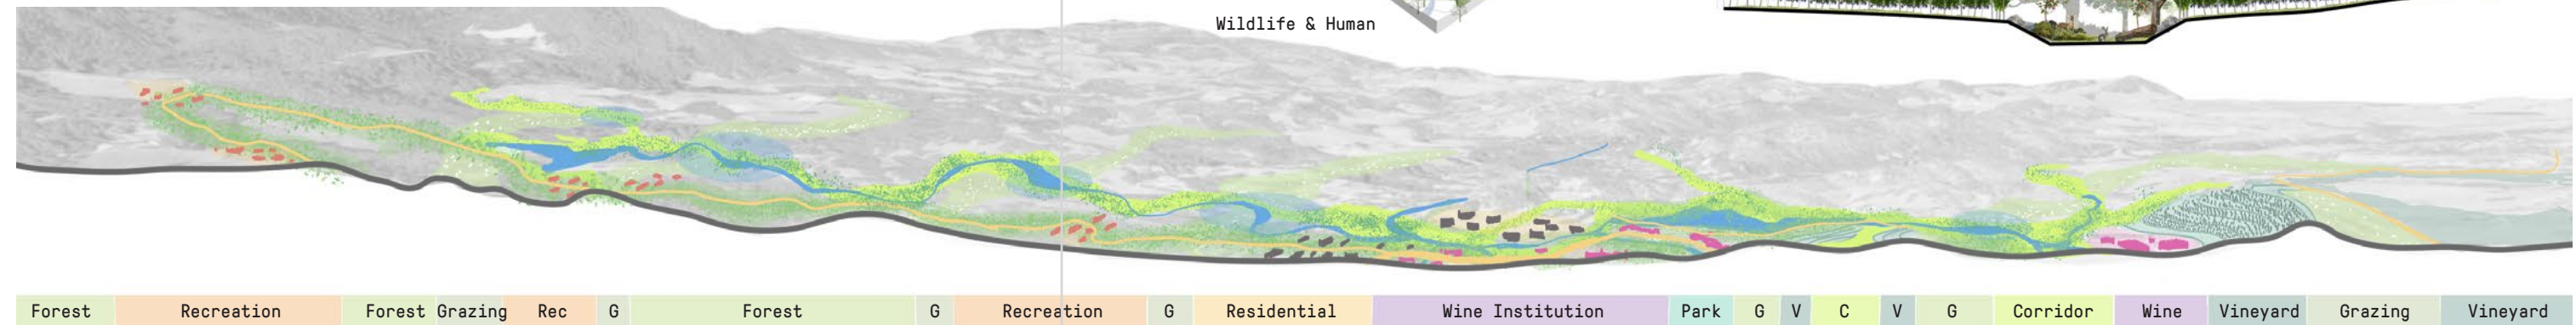 Wildlife & Human
Forest Recreation Forest Grazing Rec G Forest G Recreation G Residential Wine Institution Park G V C V G Corridor Wine Vineyard Grazing Vineyard